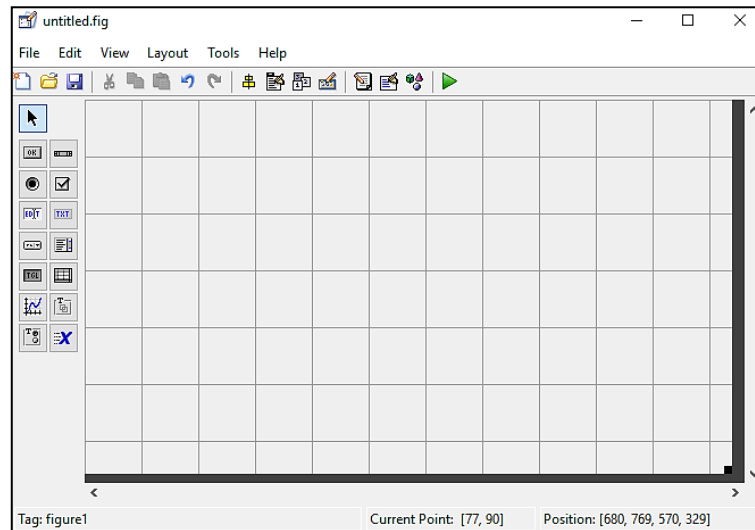 untitled.fig
File Edit View Layout Tools Help
OK
EDIT TXT
TGL
T
T X
Tag: figure1 Current Point: [77, 90] Position: [680, 769, 570, 329]